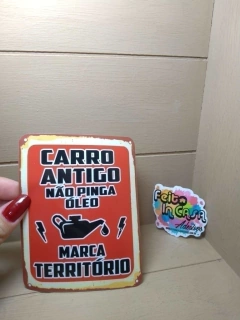 CARRO
ANTIGO
NÃO PINGA
ÓLEO
MARCA
TERRITÓRIO
FEITO
IN CASA